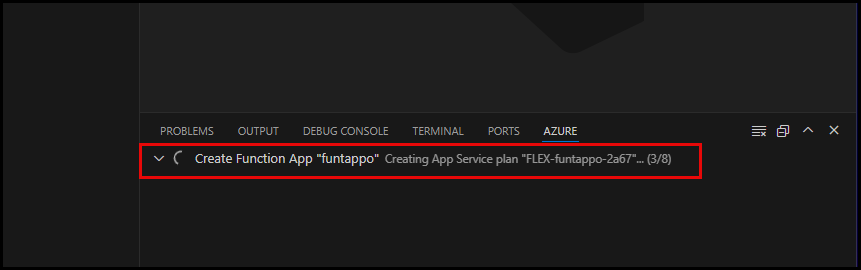 PROBLEMS OUTPUT DEBUG CONSOLE TERMINAL PORTS AZURE
Create Function App "funtappo" Creating App Service plan "FLEX-funtappo-2a67"... (3/8)